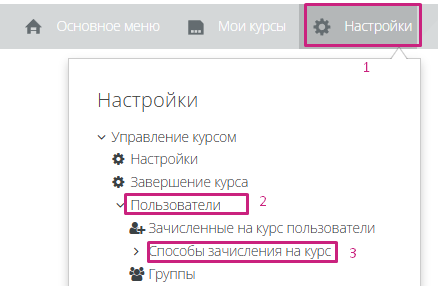 Основное меню Мои курсы Настройки
1
Настройки
Управление курсом
Настройки
Завершение курса
Пользователи 2
Зачисленные на курс пользователи
Способы зачисления на курс 3
Группы